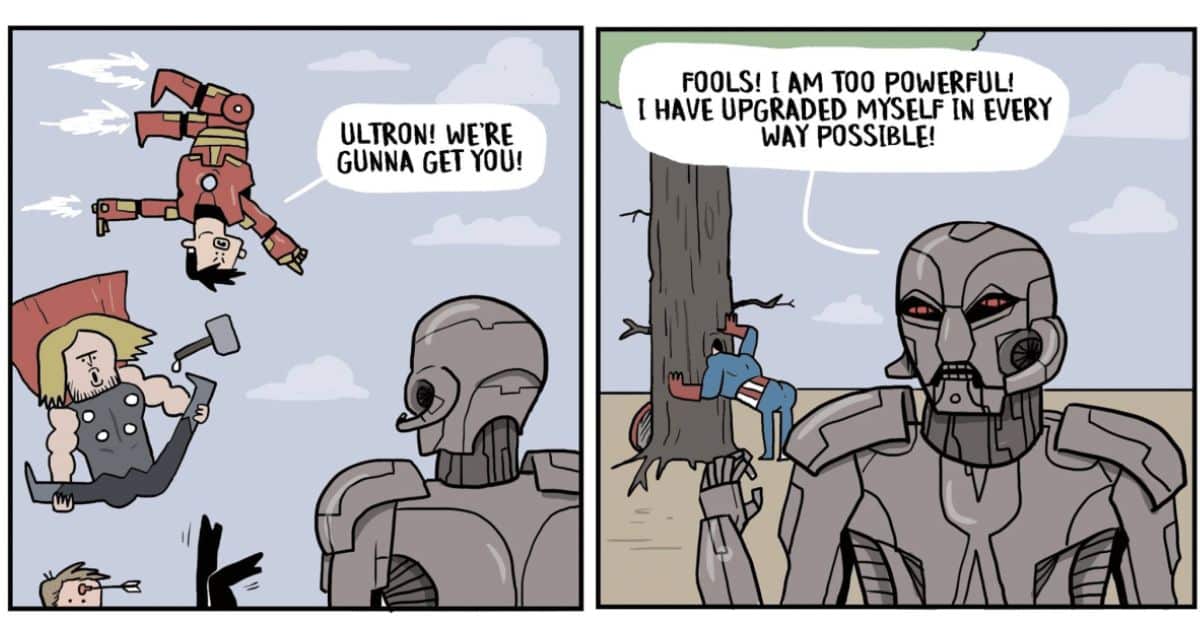 ULTRON! WE'RE
GUNNA GET YOU!
FOOLS! I AM TOO POWERFUL!
I HAVE UPGRADED MYSELF IN EVERY
WAY POSSIBLE!